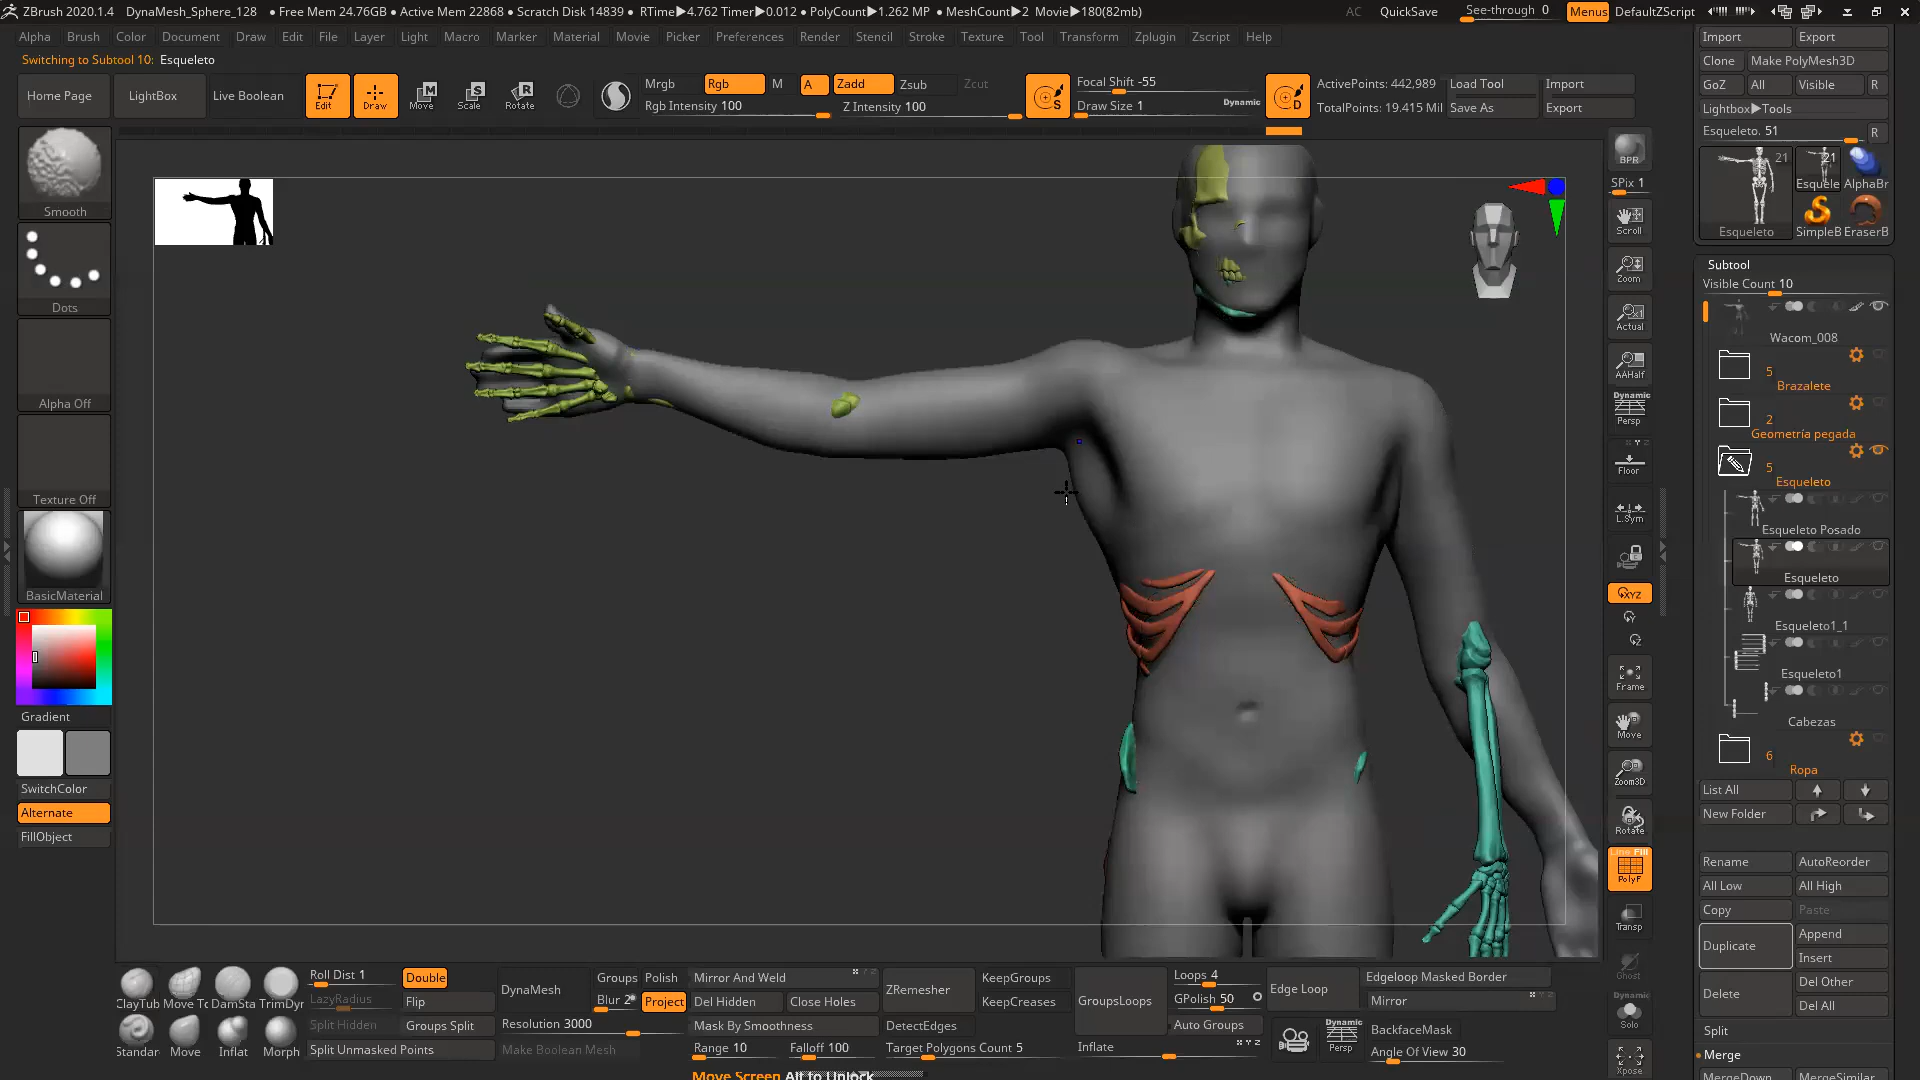 ZBrush 2020.1.4 DynaMesh_Sphere_128 • Free Mem 24.76GB • Active Mem 22868 • Scratch Disk 14839 • RTime▶4.762 Timer▶0.012 • PolyCount▶1.262 MP • MeshCount▶2 Movie▶180(82mb) AC QuickSave See-through 0 Menus DefaultZScript
Alpha Brush Color Document Draw Edit File Layer Light Macro Marker Material Movie Picker Preferences Render Stencil Stroke Texture Tool Transform Zplugin Zscript Help
Switching to Subtool 10: Esqueleto
Home Page LightBox Live Boolean Edit Draw Move Scale Rotate
Mrgb Rgb M A Zadd Zsub Zcut
Rgb Intensity 100 Z Intensity 100
S Focal Shift -55
Draw Size 1 Dynamic
D ActivePoints: 442,989 Load Tool Import
TotalPoints: 19.415 Mil Save As Export
Smooth
Dots
Alpha Off
Texture Off
BasicMaterial
Gradient
SwitchColor
Alternate
FillObject
BPR
SPix 1
Scroll
Zoom
Actual
AAHalf
Dynamic
Persp
Floor
L.Sym
XYZ
Frame
Move
Zoom3D
Rotate
Line Fill
PolyF
Transp
Ghost
Dynamic
Solo
Xpose
Import Export
Clone Make PolyMesh3D
GoZ All Visible R
Lightbox▶Tools
Esqueleto. 51 R
21 21
Esquele AlphaBr
Esqueleto SimpleB EraserB
Subtool
Visible Count 10
Wacom_008
5
Brazalete
2
Geometría pegada
5
Esqueleto
Esqueleto Posado
Esqueleto
Esqueleto1_1
Esqueleto1
Cabezas
6
Ropa
List All
New Folder
Rename AutoReorder
All Low All High
Copy Paste
Duplicate Append
Insert
Delete Del Other
Del All
Split
Merge
MergeDown MergeSimilar
ClayTub Move To DamSta TrimDyn
Standar Move Inflat Morph
Roll Dist 1 Double
LazyRadius Flip
Split Hidden Groups Split
Split Unmasked Points
DynaMesh Groups Polish
Blur 2 Project
Resolution 3000
Make Boolean Mesh
Mirror And Weld
Del Hidden Close Holes
Mask By Smoothness
Range 10 Falloff 100
ZRemesher KeepGroups
KeepCreases
DetectEdges
Target Polygons Count 5
GroupsLoops Loops 4
GPolish 50
Auto Groups
Inflate
Edge Loop Edgeloop Masked Border
Mirror
Dynamic
Persp
BackfaceMask
Angle Of View 30
Move Screen Alt to Unlock